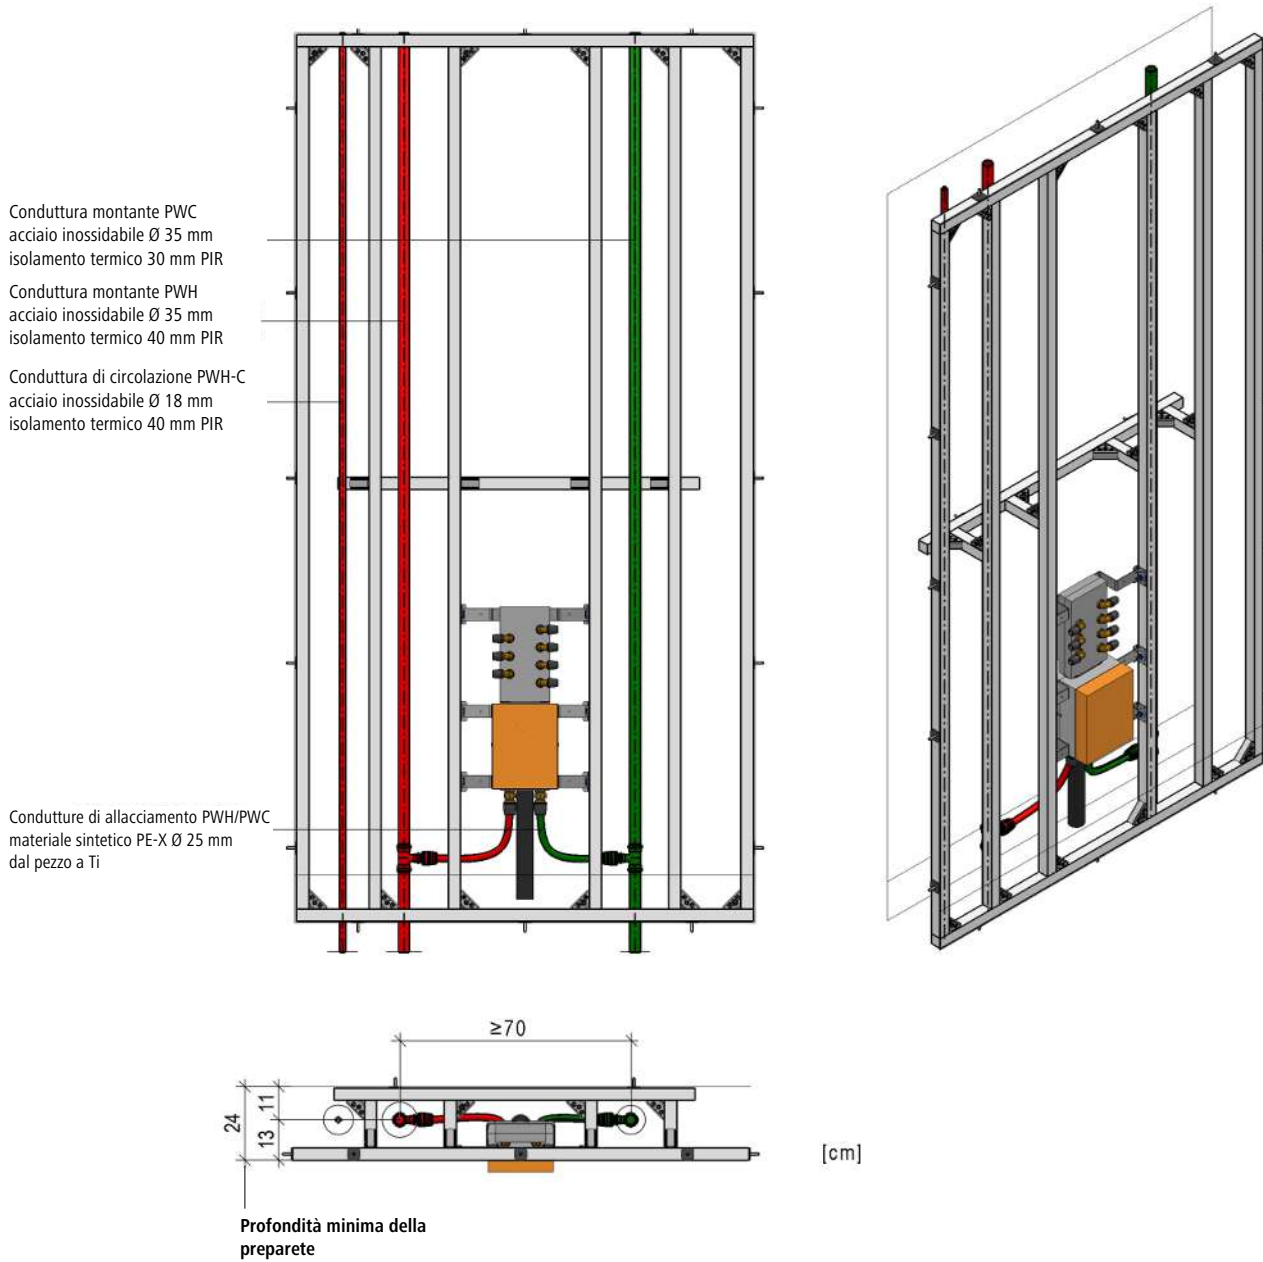 Conduttura montante PWC
acciaio inossidabile Ø 35 mm
isolamento termico 30 mm PIR
Conduttura montante PWH
acciaio inossidabile Ø 35 mm
isolamento termico 40 mm PIR
Conduttura di circolazione PWH-C
acciaio inossidabile Ø 18 mm
isolamento termico 40 mm PIR
Condutture di allacciamento PWH/PWC
materiale sintetico PE-X Ø 25 mm
dal pezzo a Ti
≥70
24
11
13
[cm]
Profondità minima della
preparete